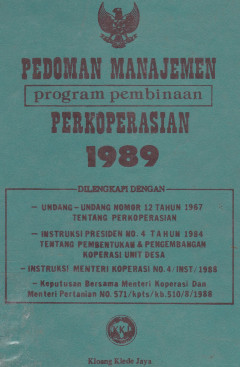 PEDOMAN MANAJEMEN
program pembinaan
PERKOPERASIAN
1989
DILENGKAPI DENGAN
— UNDANG - UNDANG NOMOR 12 TAHUN 1967
TENTANG PERKOPERASIAN
— INSTRUKSI PRESIDEN NO. 4 TAHUN 1984
TENTANG PEMBENTUKAN & PENGEMBANGAN
KOPERASI UNIT DESA
— INSTRUKSI MENTERI KOPERASI NO. 4/INST/1988
— Keputusan Bersama Menteri Koperasi Dan
Menteri Pertanian NO. 571/kpts/kb.510/8/1988
Kloang Klede Jaya